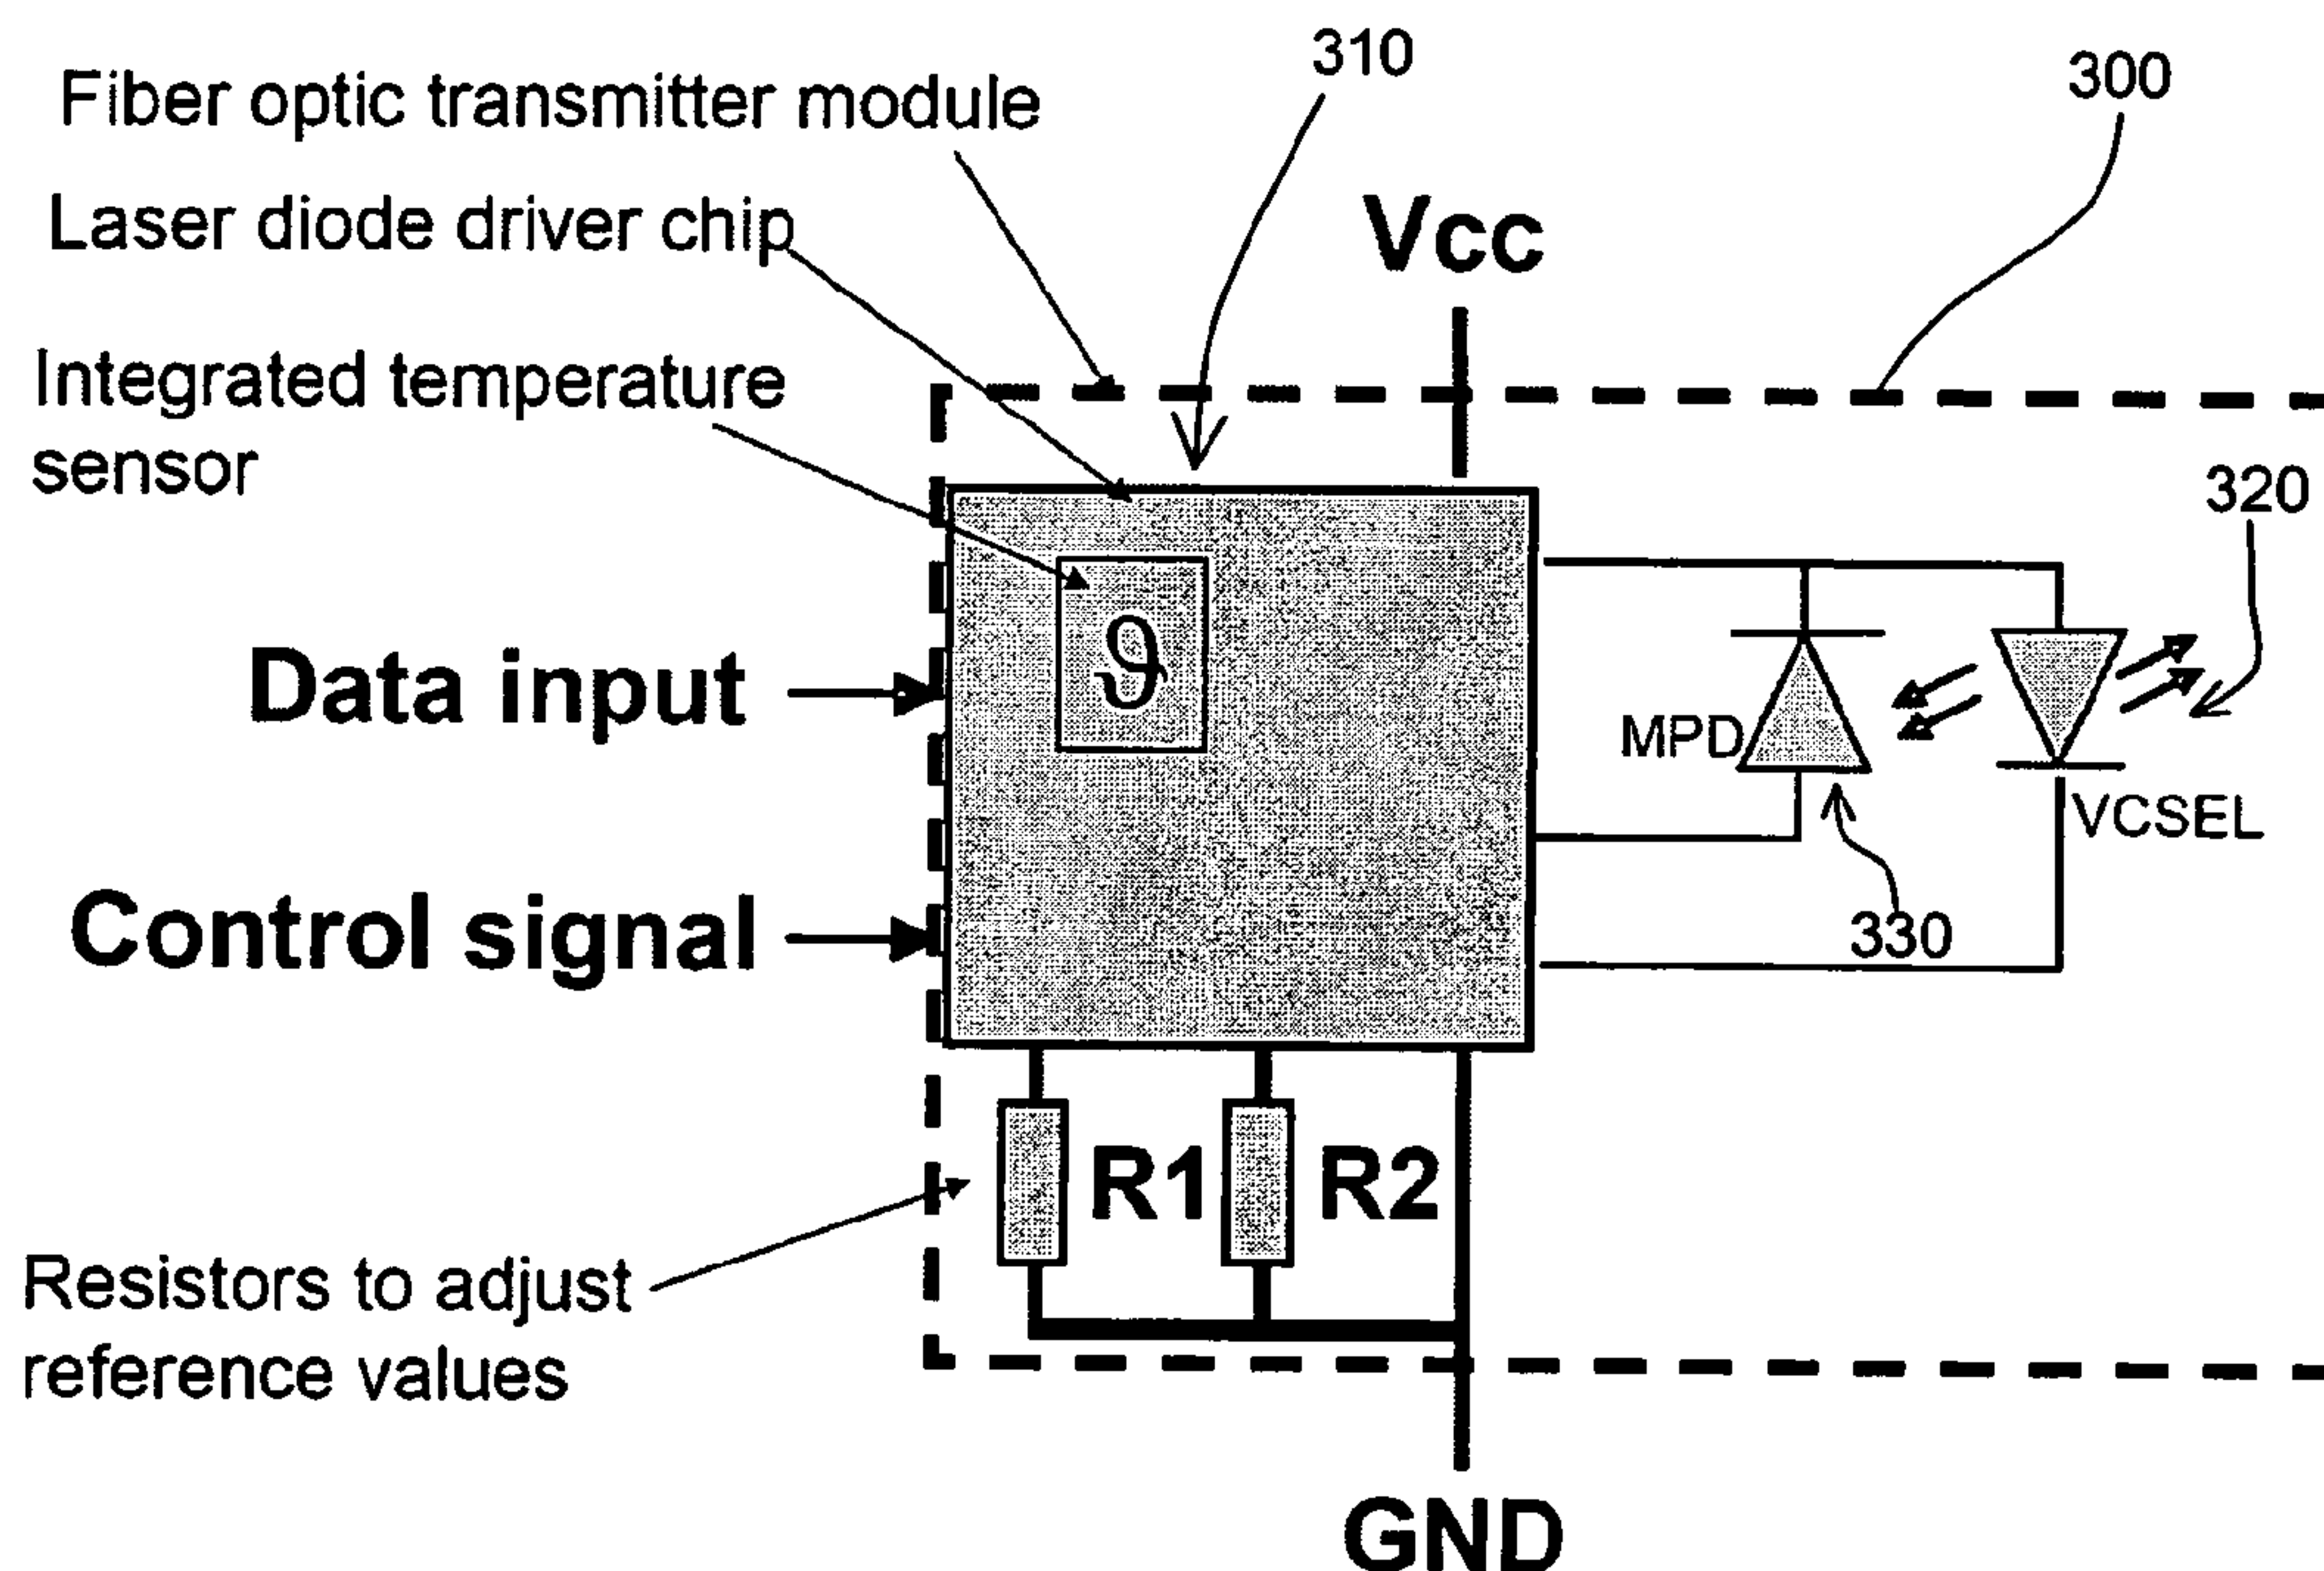 310
300
Fiber optic transmitter module
Laser diode driver chip
Vcc
Integrated temperature
sensor
320
ϑ
Data input
MPD
VCSEL
Control signal
330
R1
R2
Resistors to adjust
reference values
GND